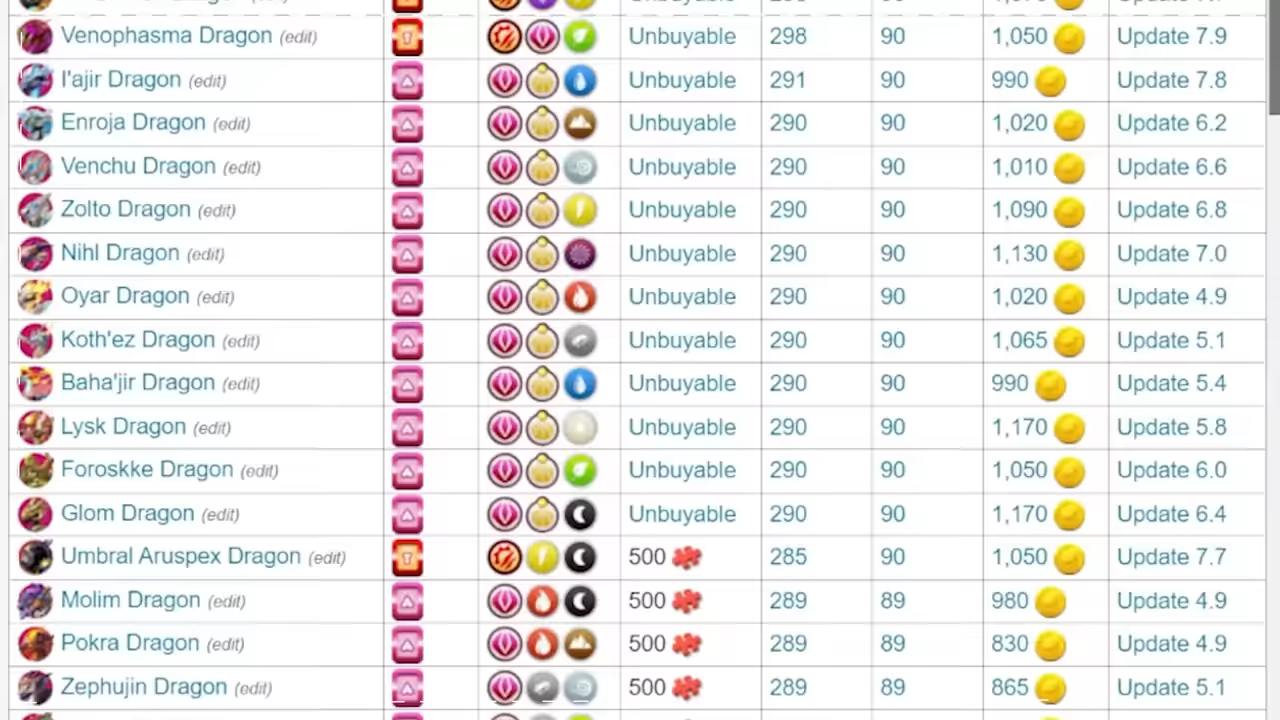 Venophasma Dragon (edit) Unbuyable 298 90 1,050 Update 7.9
I'ajir Dragon (edit) Unbuyable 291 90 990 Update 7.8
Enroja Dragon (edit) Unbuyable 290 90 1,020 Update 6.2
Venchu Dragon (edit) Unbuyable 290 90 1,010 Update 6.6
Zolto Dragon (edit) Unbuyable 290 90 1,090 Update 6.8
Nihl Dragon (edit) Unbuyable 290 90 1,130 Update 7.0
Oyar Dragon (edit) Unbuyable 290 90 1,020 Update 4.9
Koth'ez Dragon (edit) Unbuyable 290 90 1,065 Update 5.1
Baha'jir Dragon (edit) Unbuyable 290 90 990 Update 5.4
Lysk Dragon (edit) Unbuyable 290 90 1,170 Update 5.8
Foroskke Dragon (edit) Unbuyable 290 90 1,050 Update 6.0
Glom Dragon (edit) Unbuyable 290 90 1,170 Update 6.4
Umbral Aruspex Dragon (edit) 500 285 90 1,050 Update 7.7
Molim Dragon (edit) 500 289 89 980 Update 4.9
Pokra Dragon (edit) 500 289 89 830 Update 4.9
Zephujin Dragon (edit) 500 289 89 865 Update 5.1